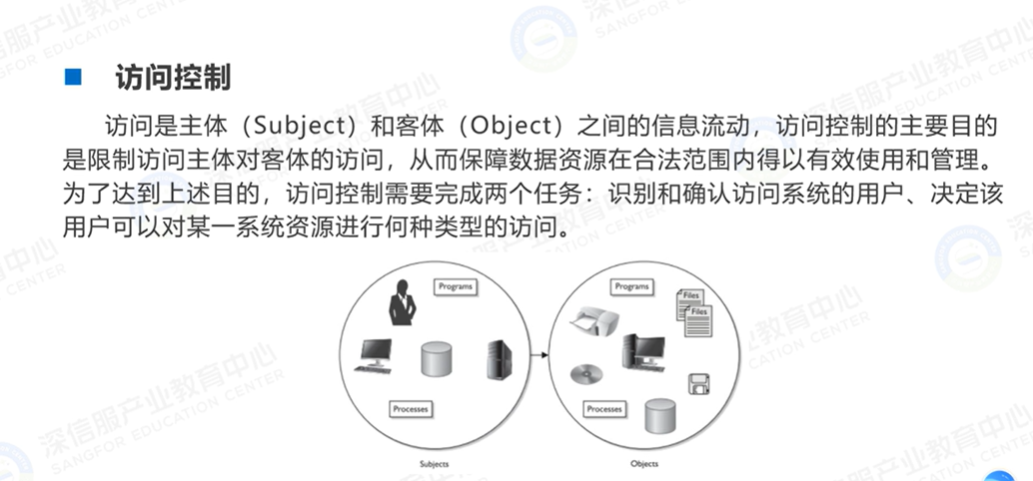 访问控制
访问是主体（Subject）和客体（Object）之间的信息流动，访问控制的主要目的
是限制访问主体对客体的访问，从而保障数据资源在合法范围内得以有效使用和管理。
为了达到上述目的，访问控制需要完成两个任务：识别和确认访问系统的用户、决定该
用户可以对某一系统资源进行何种类型的访问。
Programs
Processes
Subjects
Programs
Files
Files
Processes
Objects
深信服产业教育中心
SANGFOR EDUCATION CENTER